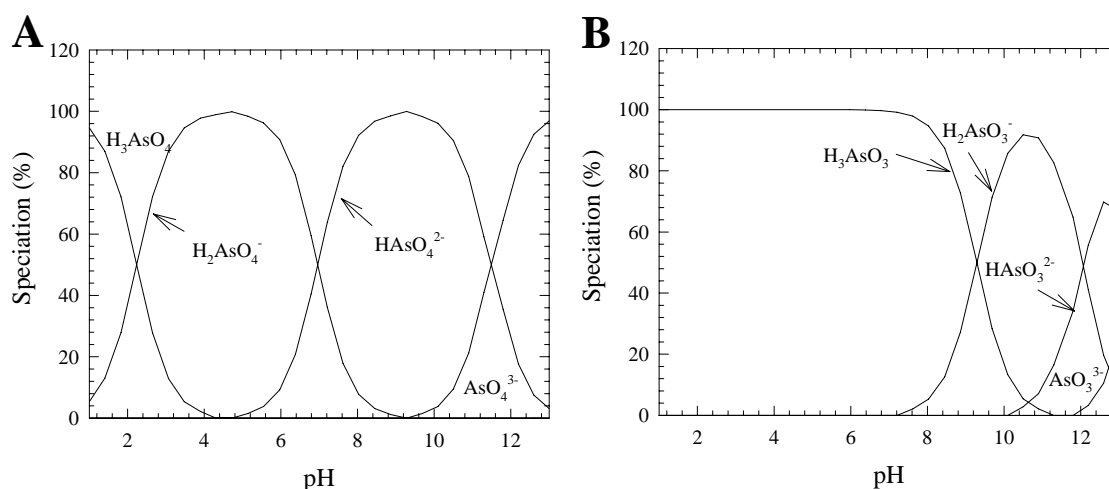 A
120
100
80
60
40
20
0
Speciation (%)
H₃AsO₄
H₂AsO₄⁻
HAsO₄²⁻
AsO₄³⁻
2 4 6 8 10 12
pH
B
120
100
80
60
40
20
0
Speciation (%)
H₂AsO₃⁻
H₃AsO₃
HAsO₃²⁻
AsO₃³⁻
2 4 6 8 10 12
pH